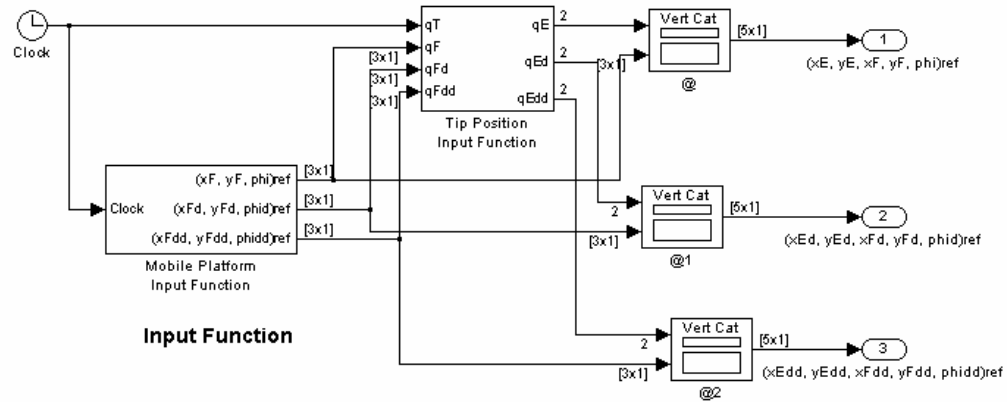 Clock
qT
qF
qFd
qFdd
[3x1]
[3x1]
[3x1]
qE
qEd
qEdd
2
2
2
Tip Position
Input Function
Vert Cat
[3x1]
@
[5x1]
1
(xE, yE, xF, yF, phi)ref
Clock
(xF, yF, phi)ref
(xFd, yFd, phid)ref
(xFdd, yFdd, phidd)ref
[3x1]
[3x1]
[3x1]
Mobile Platform
Input Function
Vert Cat
2
[3x1]
@1
[5x1]
2
(xEd, yEd, xFd, yFd, phid)ref
Input Function
Vert Cat
2
[3x1]
@2
[5x1]
3
(xEdd, yEdd, xFdd, yFdd, phidd)ref